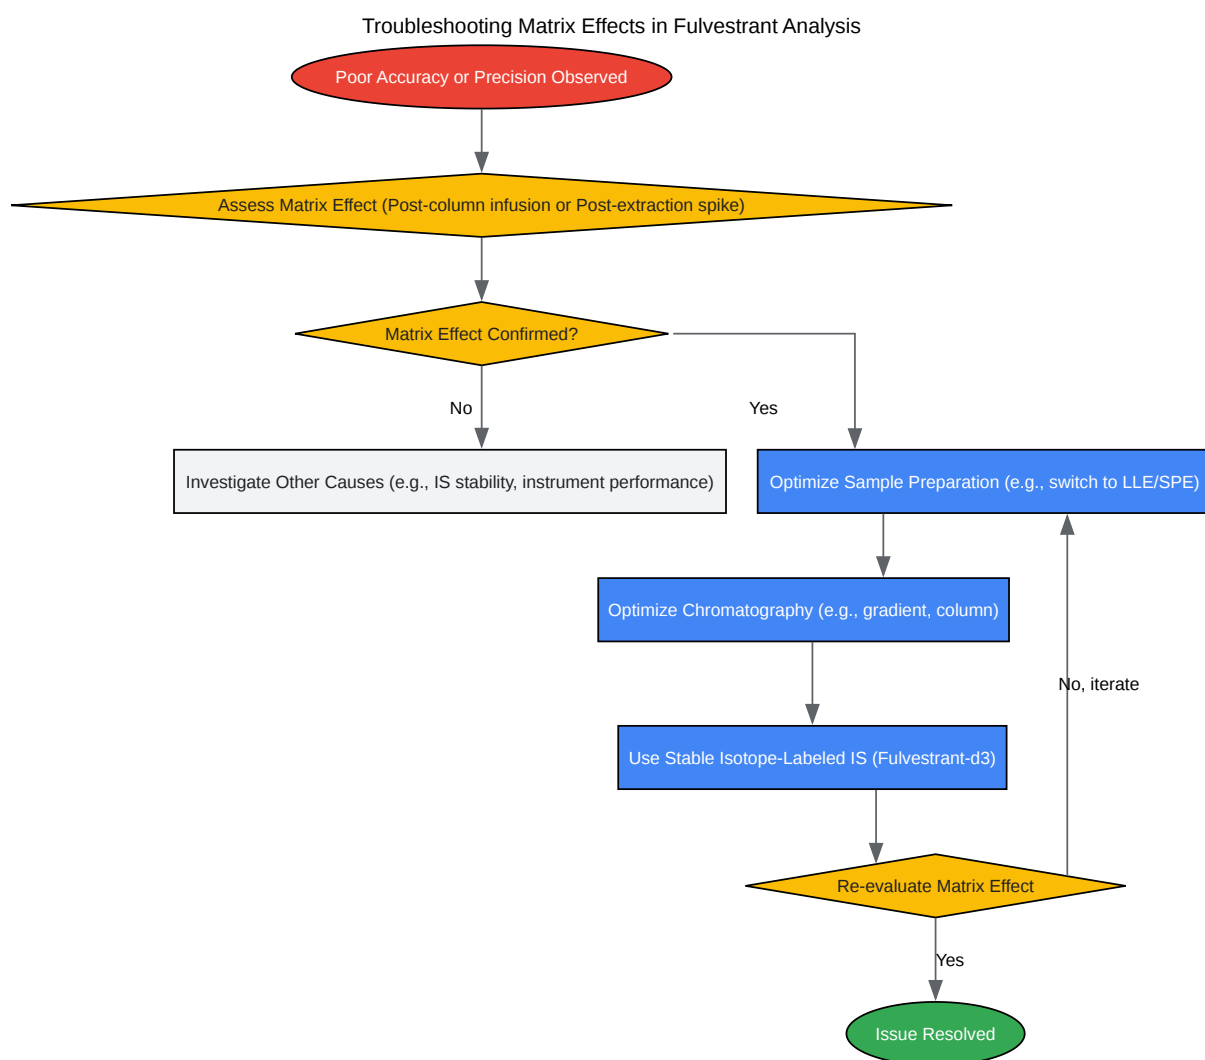 Troubleshooting Matrix Effects in Fulvestrant Analysis
Poor Accuracy or Precision Observed
Assess Matrix Effect (Post-column infusion or Post-extraction spike)
Matrix Effect Confirmed?
No
Yes
Investigate Other Causes (e.g., IS stability, instrument performance)
Optimize Sample Preparation (e.g., switch to LLE/SPE)
Optimize Chromatography (e.g., gradient, column)
No, iterate
Use Stable Isotope-Labeled IS (Fulvestrant-d3)
Re-evaluate Matrix Effect
Yes
Issue Resolved